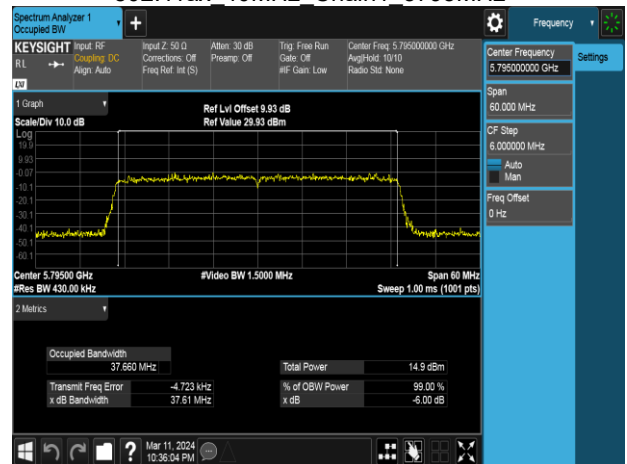 Spectrum Analyzer 1
Occupied BW
+
Frequency
KEYSIGHT
RL
LXI
Input: RF
Coupling: DC
Align: Auto
Input Z: 50 Ω
Corrections: Off
Freq Ref: Int (S)
Atten: 30 dB
Preamp: Off
Trig: Free Run
Gate: Off
#IF Gain: Low
Center Freq: 5.795000000 GHz
Avg|Hold: 10/10
Radio Std: None
Center Frequency
5.795000000 GHz
Settings
Span
60.000 MHz
CF Step
6.000000 MHz
Auto
Man
Freq Offset
0 Hz
1 Graph
Scale/Div 10.0 dB
Ref Lvl Offset 9.93 dB
Ref Value 29.93 dBm
Log
19.9
9.93
-0.07
-10.1
-20.1
-30.1
-40.1
-50.1
-60.1
Center 5.79500 GHz
#Video BW 1.5000 MHz
Span 60 MHz
#Res BW 430.00 kHz
Sweep 1.00 ms (1001 pts)
2 Metrics
Occupied Bandwidth
37.660 MHz
Total Power 14.9 dBm
Transmit Freq Error -4.723 kHz
% of OBW Power 99.00 %
x dB Bandwidth 37.61 MHz
x dB -6.00 dB
?
Mar 11, 2024
10:36:04 PM